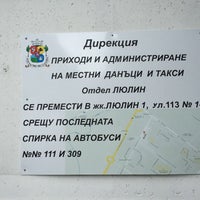 Дирекция
ПРИХОДИ И АДМИНИСТРИРАНЕ
НА МЕСТНИ ДАНЪЦИ И ТАКСИ
Отдел ЛЮЛИН
СЕ ПРЕМЕСТИ В жк.ЛЮЛИН 1, ул.113 №
СРЕЩУ ПОСЛЕДНАТА
СПИРКА НА АВТОБУСИ
№№ 111 И 309